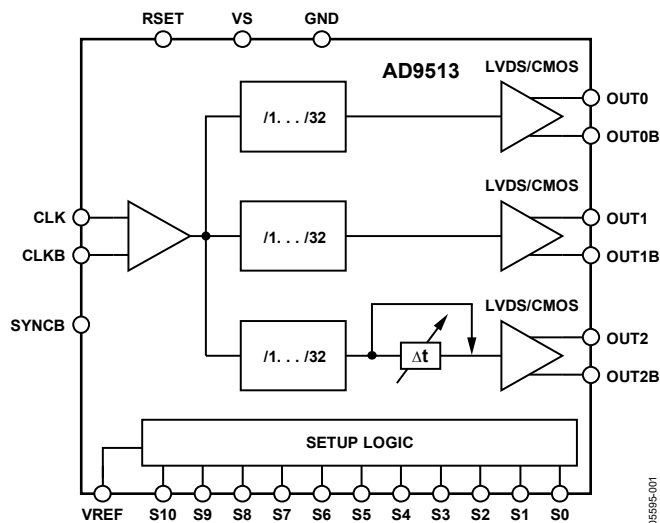 RSET VS GND
AD9513
LVDS/CMOS
/1. . . /32
OUT0
OUT0B
LVDS/CMOS
CLK
/1. . . /32
OUT1
CLKB
OUT1B
SYNCB
LVDS/CMOS
/1. . . /32
Δt
OUT2
OUT2B
SETUP LOGIC
VREF S10 S9 S8 S7 S6 S5 S4 S3 S2 S1 S0